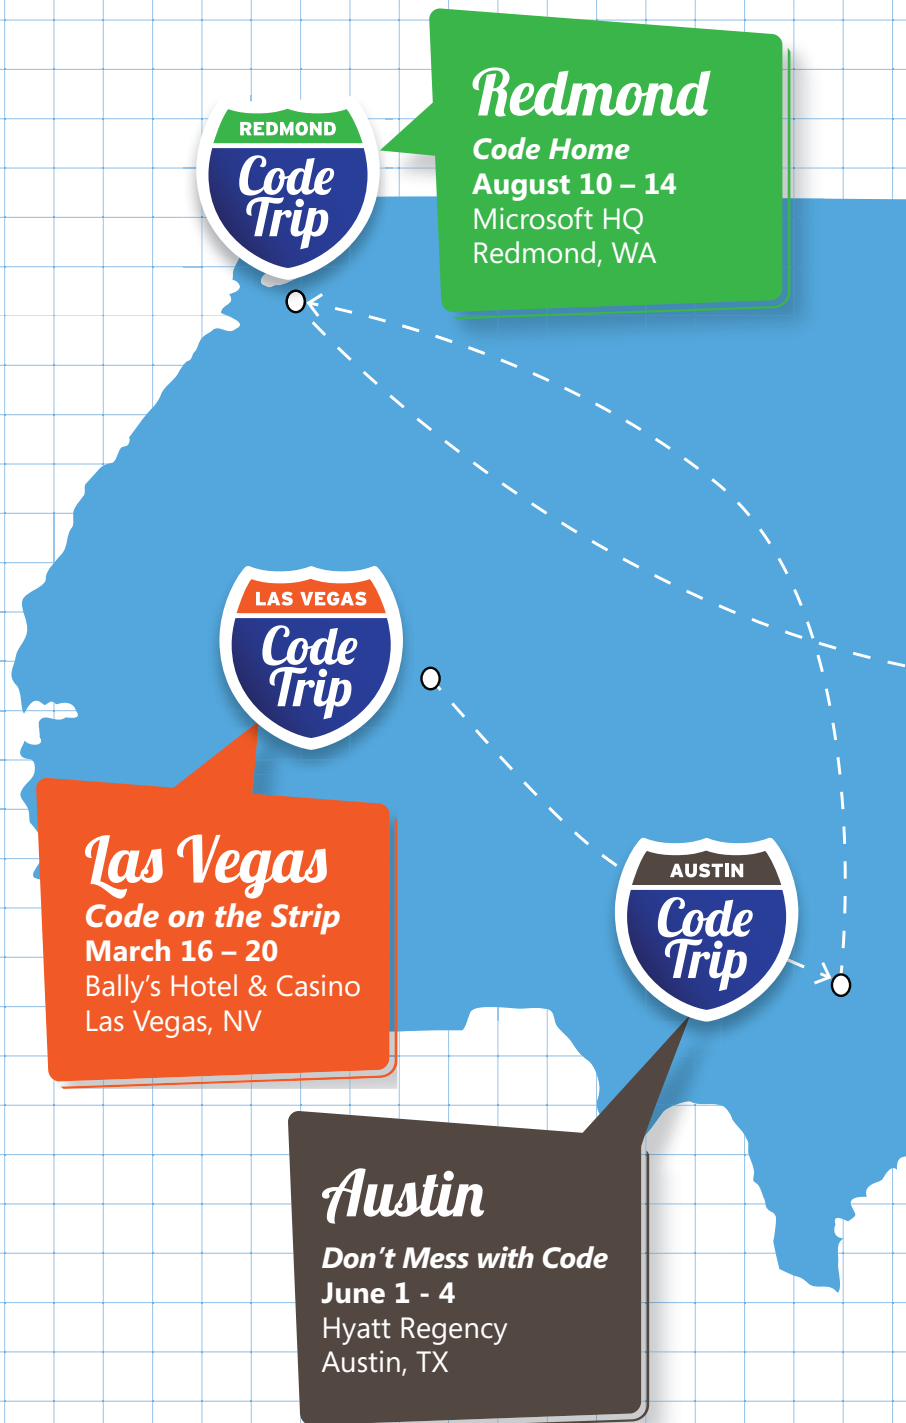 Redmond
Code Home
August 10 – 14
Microsoft HQ
Redmond, WA
REDMOND
Code
Trip
LAS VEGAS
Code
Trip
Las Vegas
Code on the Strip
March 16 – 20
Bally’s Hotel & Casino
Las Vegas, NV
AUSTIN
Code
Trip
Austin
Don’t Mess with Code
June 1 - 4
Hyatt Regency
Austin, TX